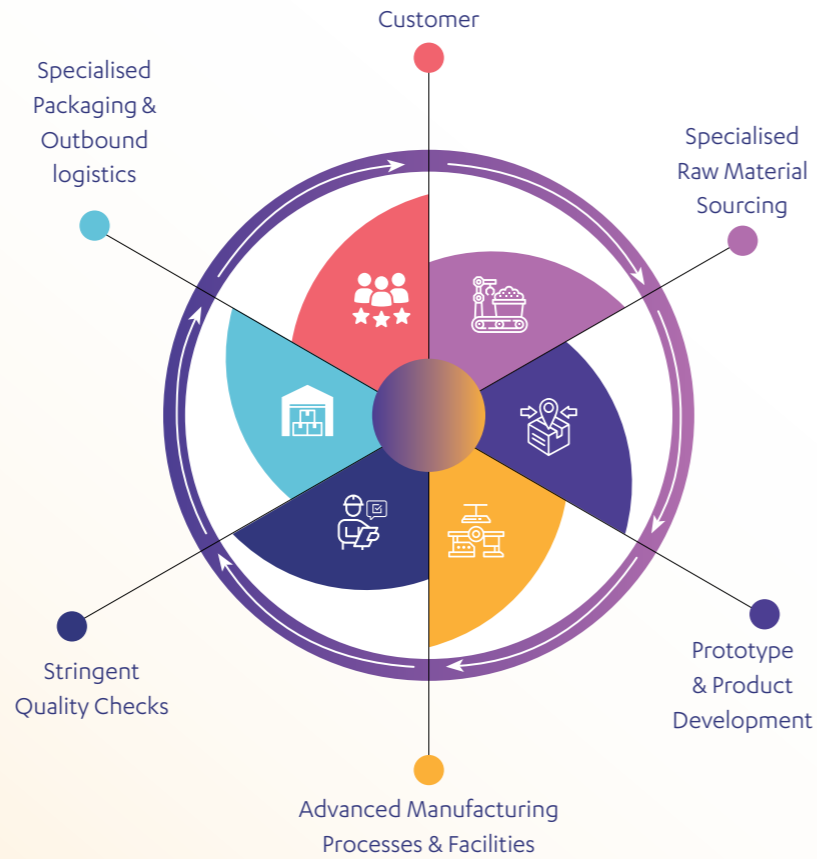 Customer
Specialised
Raw Material
Sourcing
Prototype
& Product
Development
Advanced Manufacturing
Processes & Facilities
Stringent
Quality Checks
Specialised
Packaging &
Outbound
logistics